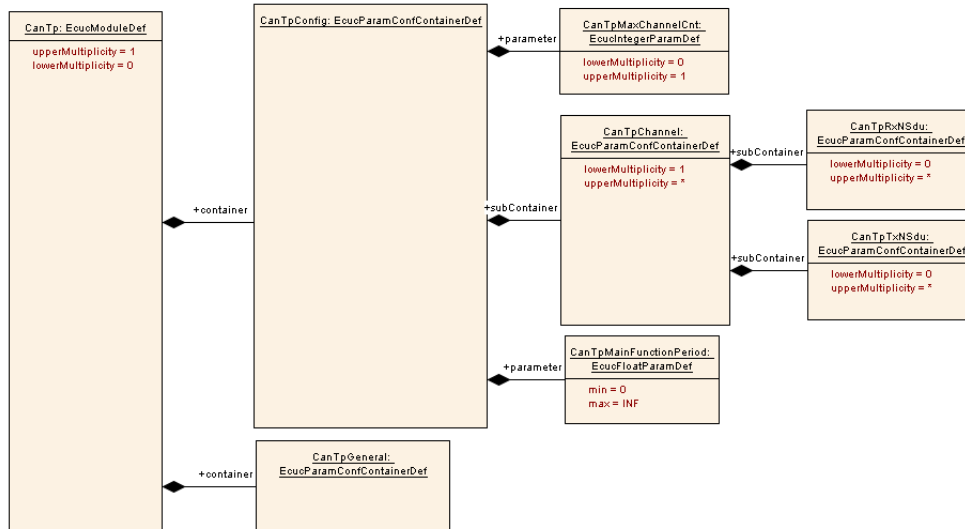 CanTp: EcucModuleDef
upperMultiplicity = 1
lowerMultiplicity = 0
+container
CanTpConfig: EcucParamConfContainerDef
+parameter
CanTpMaxChannelCnt:
EcucIntegerParamDef
lowerMultiplicity = 0
upperMultiplicity = 1
+subContainer
CanTpChannel:
EcucParamConfContainerDef
lowerMultiplicity = 1
upperMultiplicity = *
+subContainer
CanTpRxNSdu:
EcucParamConfContainerDef
lowerMultiplicity = 0
upperMultiplicity = *
+subContainer
CanTpTxNSdu:
EcucParamConfContainerDef
lowerMultiplicity = 0
upperMultiplicity = *
+parameter
CanTpMainFunctionPeriod:
EcucFloatParamDef
min = 0
max = INF
+container
CanTpGeneral:
EcucParamConfContainerDef